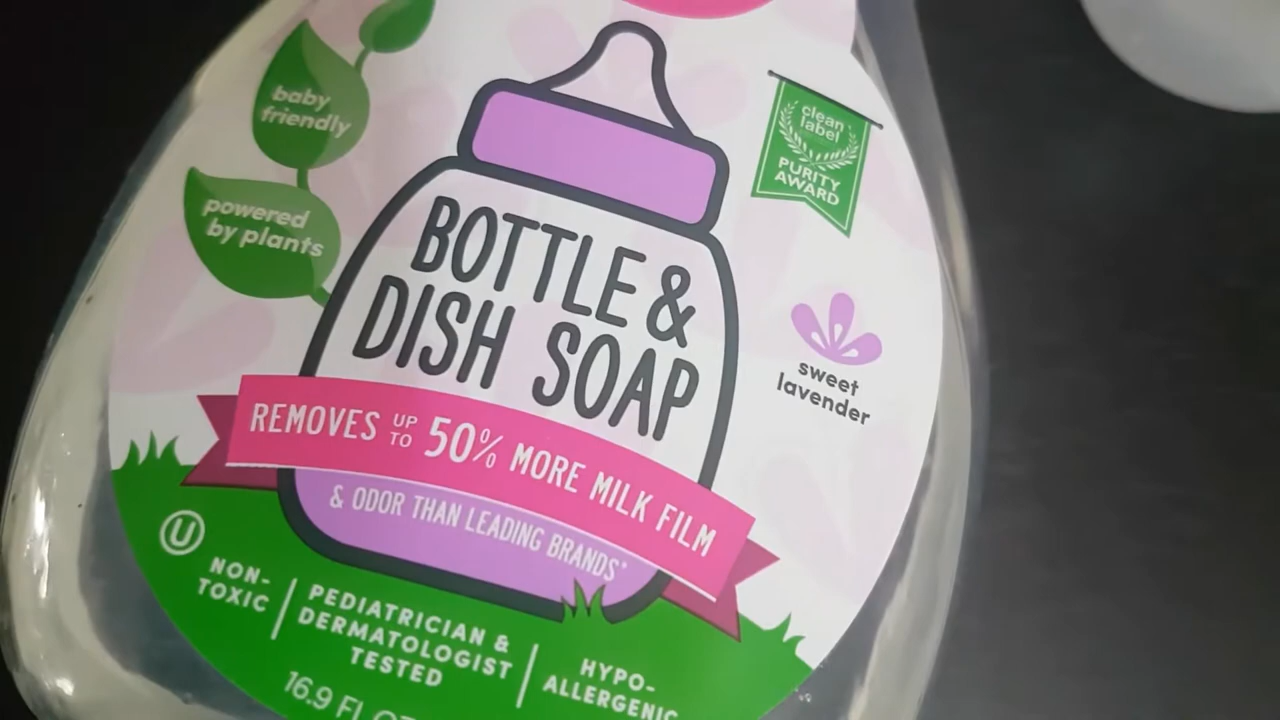 baby
friendly
powered
by plants
clean
label
PURITY
AWARD
BOTTLE &
DISH SOAP
sweet
lavender
REMOVES UP TO 50% MORE MILK FILM
& ODOR THAN LEADING BRANDS*
U
NON-
TOXIC
PEDIATRICIAN &
DERMATOLOGIST
TESTED
HYPO-
ALLERGENIC
16.9 FL OZ